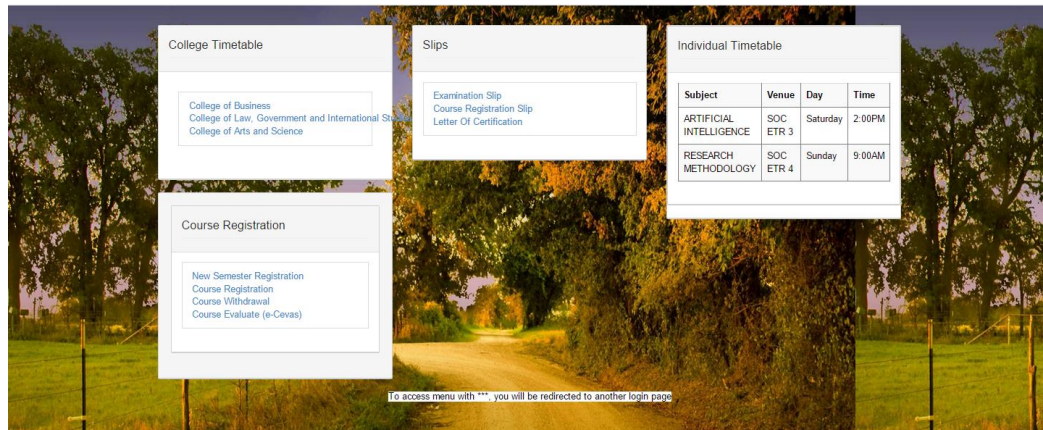 College Timetable
College of Business
College of Law, Government and International Stu
College of Arts and Science
Course Registration
New Semester Registration
Course Registration
Course Withdrawal
Course Evaluate (e-Cevas)
Slips
Examination Slip
Course Registration Slip
Letter Of Certification
Individual Timetable
Subject Venue Day Time
ARTIFICIAL INTELLIGENCE SOC ETR 3 Saturday 2:00PM
RESEARCH METHODOLOGY SOC ETR 4 Sunday 9:00AM
To access menu with ***, you will be redirected to another login page